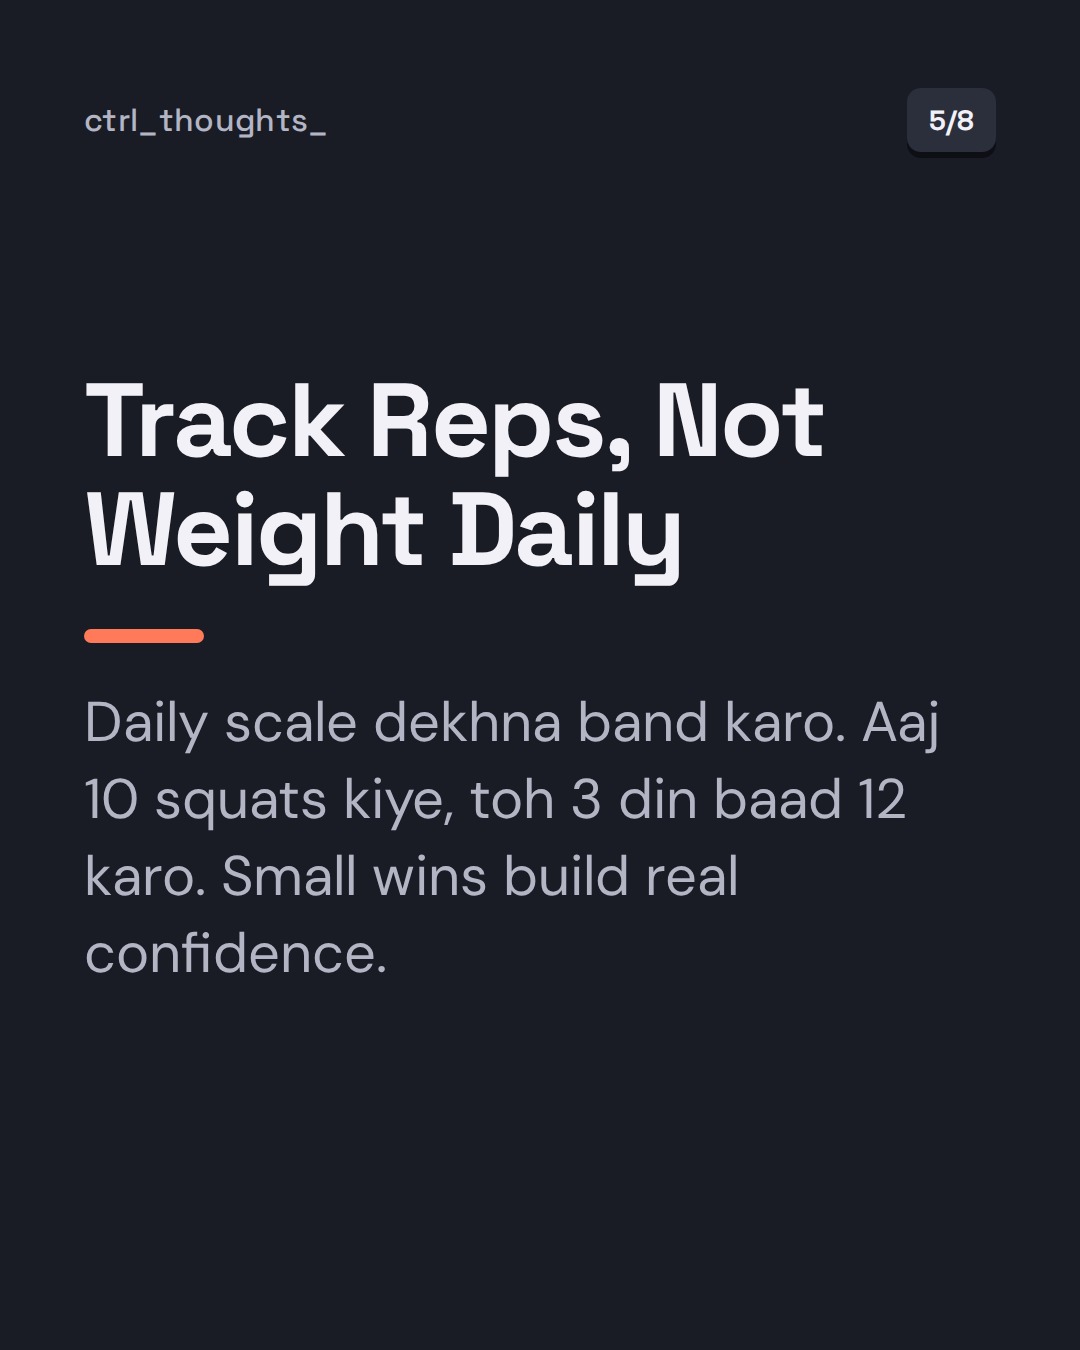 ctrl_thoughts_
5/8
Track Reps, Not
Weight Daily
Daily scale dekhna band karo. Aaj
10 squats kiye, toh 3 din baad 12
karo. Small wins build real
confidence.